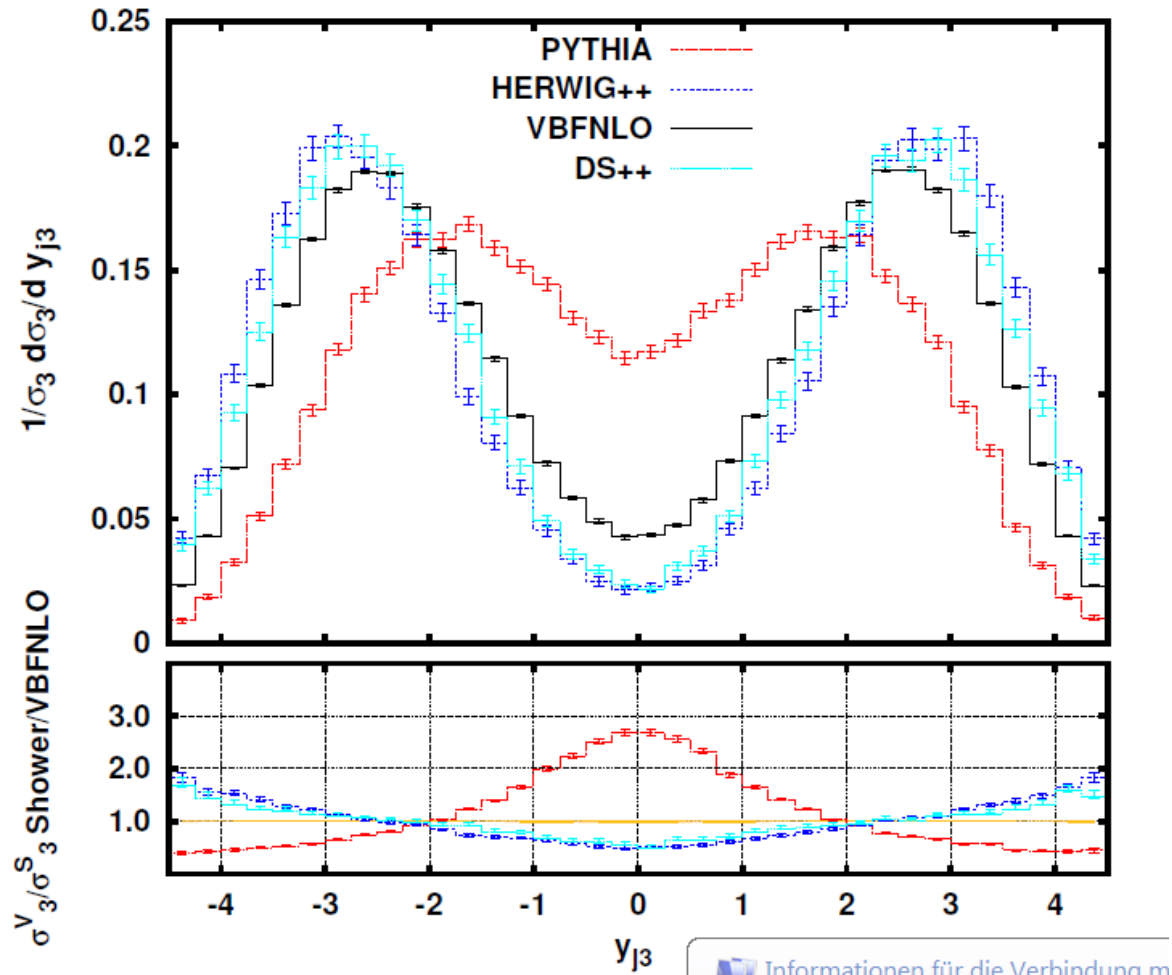 0.25
0.2
0.15
0.1
0.05
0
1/σ3 dσ3/d yj3
PYTHIA
HERWIG++
VBFNLO
DS++
3.0
2.0
1.0
σV3/σS3 Shower/VBFNLO
-4 -3 -2 -1 0 1 2 3 4
yj3
Informationen für die Verbindung m